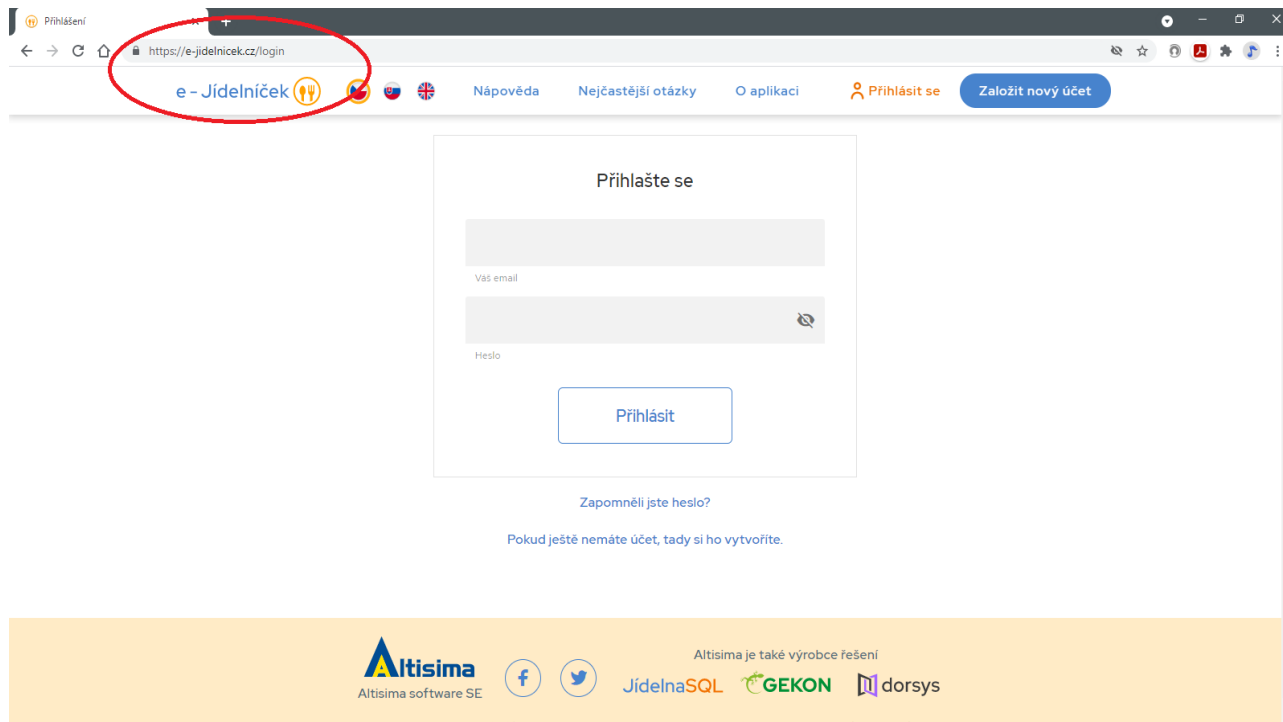 Přihlášení
https://e-jidelnicek.cz/login
e - Jídelníček
Nápověda
Nejčastější otázky
O aplikaci
Přihlásit se
Založit nový účet
Přihlašte se
Váš email
Heslo
Přihlásit
Zapomněli jste heslo?
Pokud ještě nemáte účet, tady si ho vytvoříte.
Altisima
Altisima software SE
Altisima je také výrobce řešení
JídelnaSQL
GEKON
dorsys